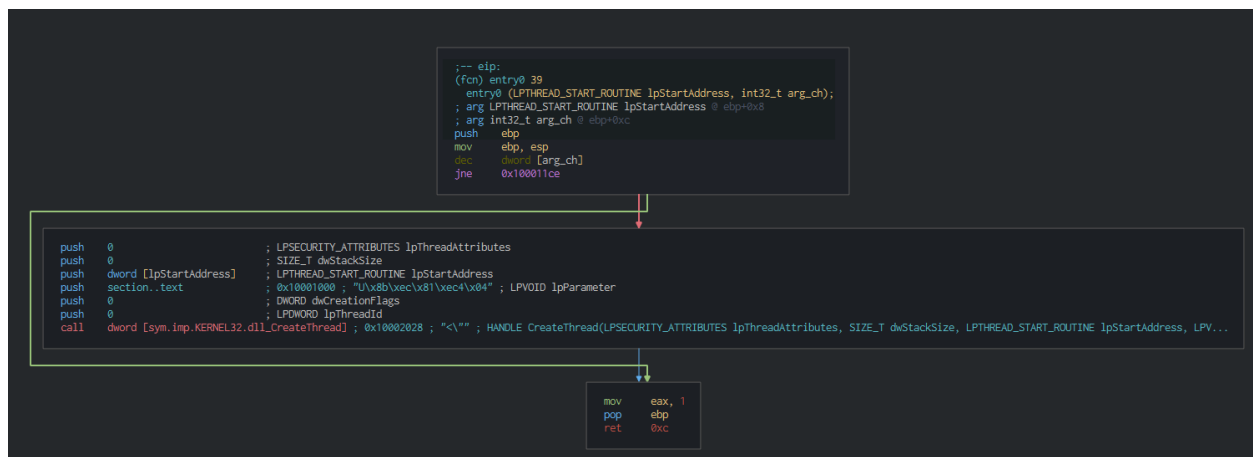 ;-- eip:
(fcn) entry0 39
entry0 (LPTHREAD_START_ROUTINE lpStartAddress, int32_t arg_ch);
; arg LPTHREAD_START_ROUTINE lpStartAddress @ ebp+0x8
; arg int32_t arg_ch @ ebp+0xc
push ebp
mov ebp, esp
dec dword [arg_ch]
jne 0x100011ce
push 0 ; LPSECURITY_ATTRIBUTES lpThreadAttributes
push 0 ; SIZE_T dwStackSize
push dword [lpStartAddress] ; LPTHREAD_START_ROUTINE lpStartAddress
push section..text ; 0x10001000 ; "U\x8b\xec\x81\xec4\x04" ; LPVOID lpParameter
push 0 ; DWORD dwCreationFlags
push 0 ; LPDWORD lpThreadId
call dword [sym.imp.KERNEL32.dll_CreateThread] ; 0x10002028 ; "<\"" ; HANDLE CreateThread(LPSECURITY_ATTRIBUTES lpThreadAttributes, SIZE_T dwStackSize, LPTHREAD_START_ROUTINE lpStartAddress, LPV...
mov eax, 1
pop ebp
ret 0xc